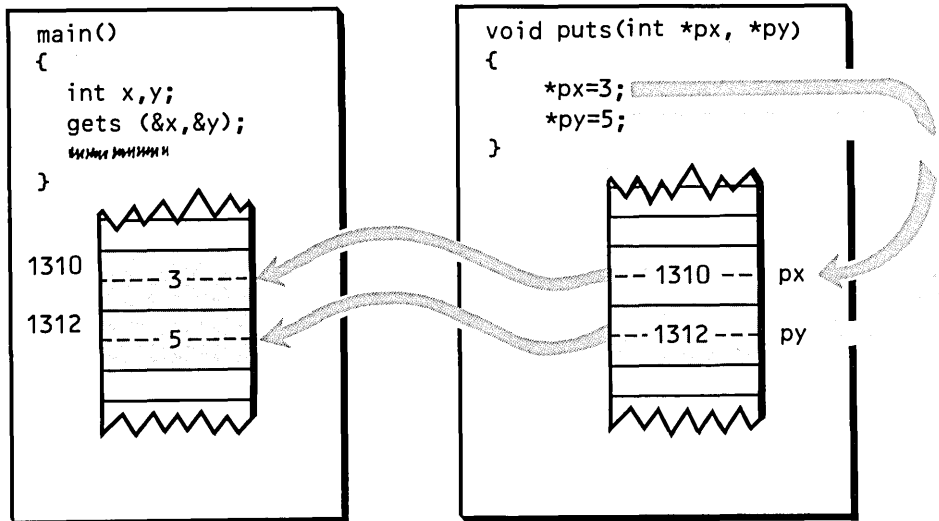 main()
{
int x,y;
gets (&x,&y);
}
1310
3
1312
5
void puts(int *px, *py)
{
*px=3;
*py=5;
}
1310 px
1312 py